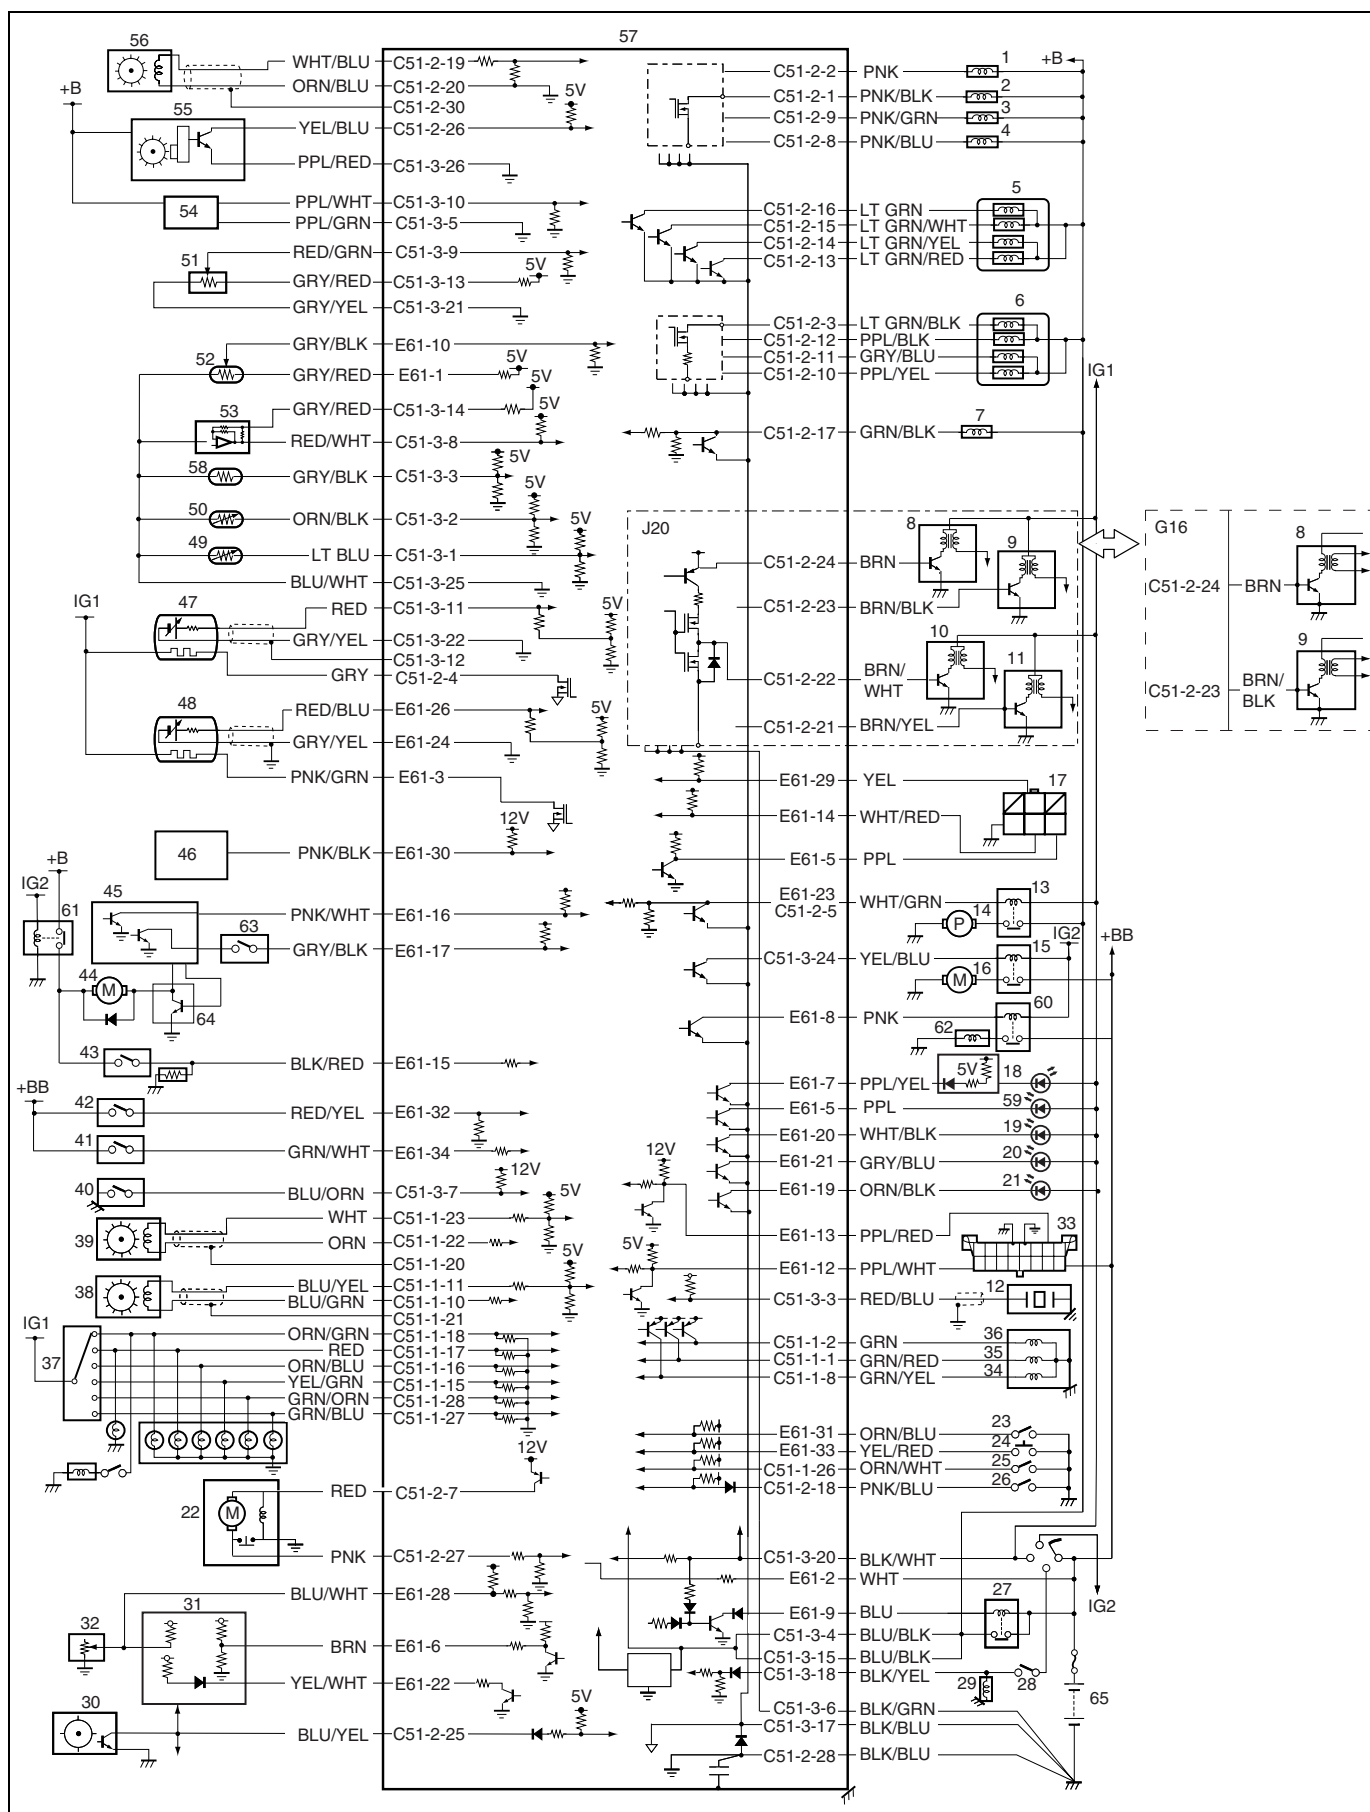 57
56
WHT/BLU C51-2-19
ORN/BLU C51-2-20
C51-2-30
5V
+B
55
YEL/BLU C51-2-26
PPL/RED C51-3-26
PPL/WHT C51-3-10
54
PPL/GRN C51-3-5
RED/GRN C51-3-9
51
5V
GRY/RED C51-3-13
GRY/YEL C51-3-21
GRY/BLK E61-10
52
5V
GRY/RED E61-1
5V
GRY/RED C51-3-14
53
5V
RED/WHT C51-3-8
5V
58
GRY/BLK C51-3-3
5V
50
ORN/BLK C51-3-2
5V
49
LT BLU C51-3-1
BLU/WHT C51-3-25
IG1
47
RED C51-3-11
5V
GRY/YEL C51-3-22
C51-3-12
GRY C51-2-4
48
RED/BLU E61-26
5V
GRY/YEL E61-24
PNK/GRN E61-3
12V
46
PNK/BLK E61-30
+B
IG2
61
45
PNK/WHT E61-16
63
GRY/BLK E61-17
44
M
64
43
BLK/RED E61-15
+BB
42
RED/YEL E61-32
41
GRN/WHT E61-34
12V
40
BLU/ORN C51-3-7
5V
WHT C51-1-23
39
ORN C51-1-22
C51-1-20
5V
38
BLU/YEL C51-1-11
BLU/GRN C51-1-10
C51-1-21
IG1
37
ORN/GRN C51-1-18
RED C51-1-17
ORN/BLU C51-1-16
YEL/GRN C51-1-15
GRN/ORN C51-1-28
GRN/BLU C51-1-27
12V
22
M
RED C51-2-7
PNK C51-2-27
BLU/WHT E61-28
32
31
BRN E61-6
YEL/WHT E61-22
30
5V
BLU/YEL C51-2-25
+B
C51-2-2 PNK 1
C51-2-1 PNK/BLK 2
C51-2-9 PNK/GRN 3
C51-2-8 PNK/BLU 4
5
C51-2-16 LT GRN
C51-2-15 LT GRN/WHT
C51-2-14 LT GRN/YEL
C51-2-13 LT GRN/RED
6
C51-2-3 LT GRN/BLK
C51-2-12 PPL/BLK
C51-2-11 GRY/BLU
C51-2-10 PPL/YEL
IG1
7
C51-2-17 GRN/BLK
J20
8
9
C51-2-24 BRN
C51-2-23 BRN/BLK
10
11
C51-2-22 BRN/
WHT
C51-2-21 BRN/YEL
G16
8
C51-2-24 BRN
9
C51-2-23 BRN/
BLK
E61-29 YEL
17
E61-14 WHT/RED
E61-5 PPL
E61-23
C51-2-5 WHT/GRN
13
14
P
IG2
+BB
C51-3-24 YEL/BLU
15
16
M
E61-8 PNK
60
62
5V
E61-7 PPL/YEL 18
E61-5 PPL 59
E61-20 WHT/BLK 19
E61-21 GRY/BLU 20
E61-19 ORN/BLK 21
12V
E61-13 PPL/RED
33
5V
E61-12 PPL/WHT
C51-3-3 RED/BLU 12
C51-1-2 GRN 36
C51-1-1 GRN/RED 35
C51-1-8 GRN/YEL 34
E61-31 ORN/BLU 23
E61-33 YEL/RED 24
C51-1-26 ORN/WHT 25
C51-2-18 PNK/BLU 26
C51-3-20 BLK/WHT
E61-2 WHT
IG2
27
E61-9 BLU
C51-3-4 BLU/BLK
C51-3-15 BLU/BLK
C51-3-18 BLK/YEL
29
28
65
C51-3-6 BLK/GRN
C51-3-17 BLK/BLU
C51-2-28 BLK/BLU